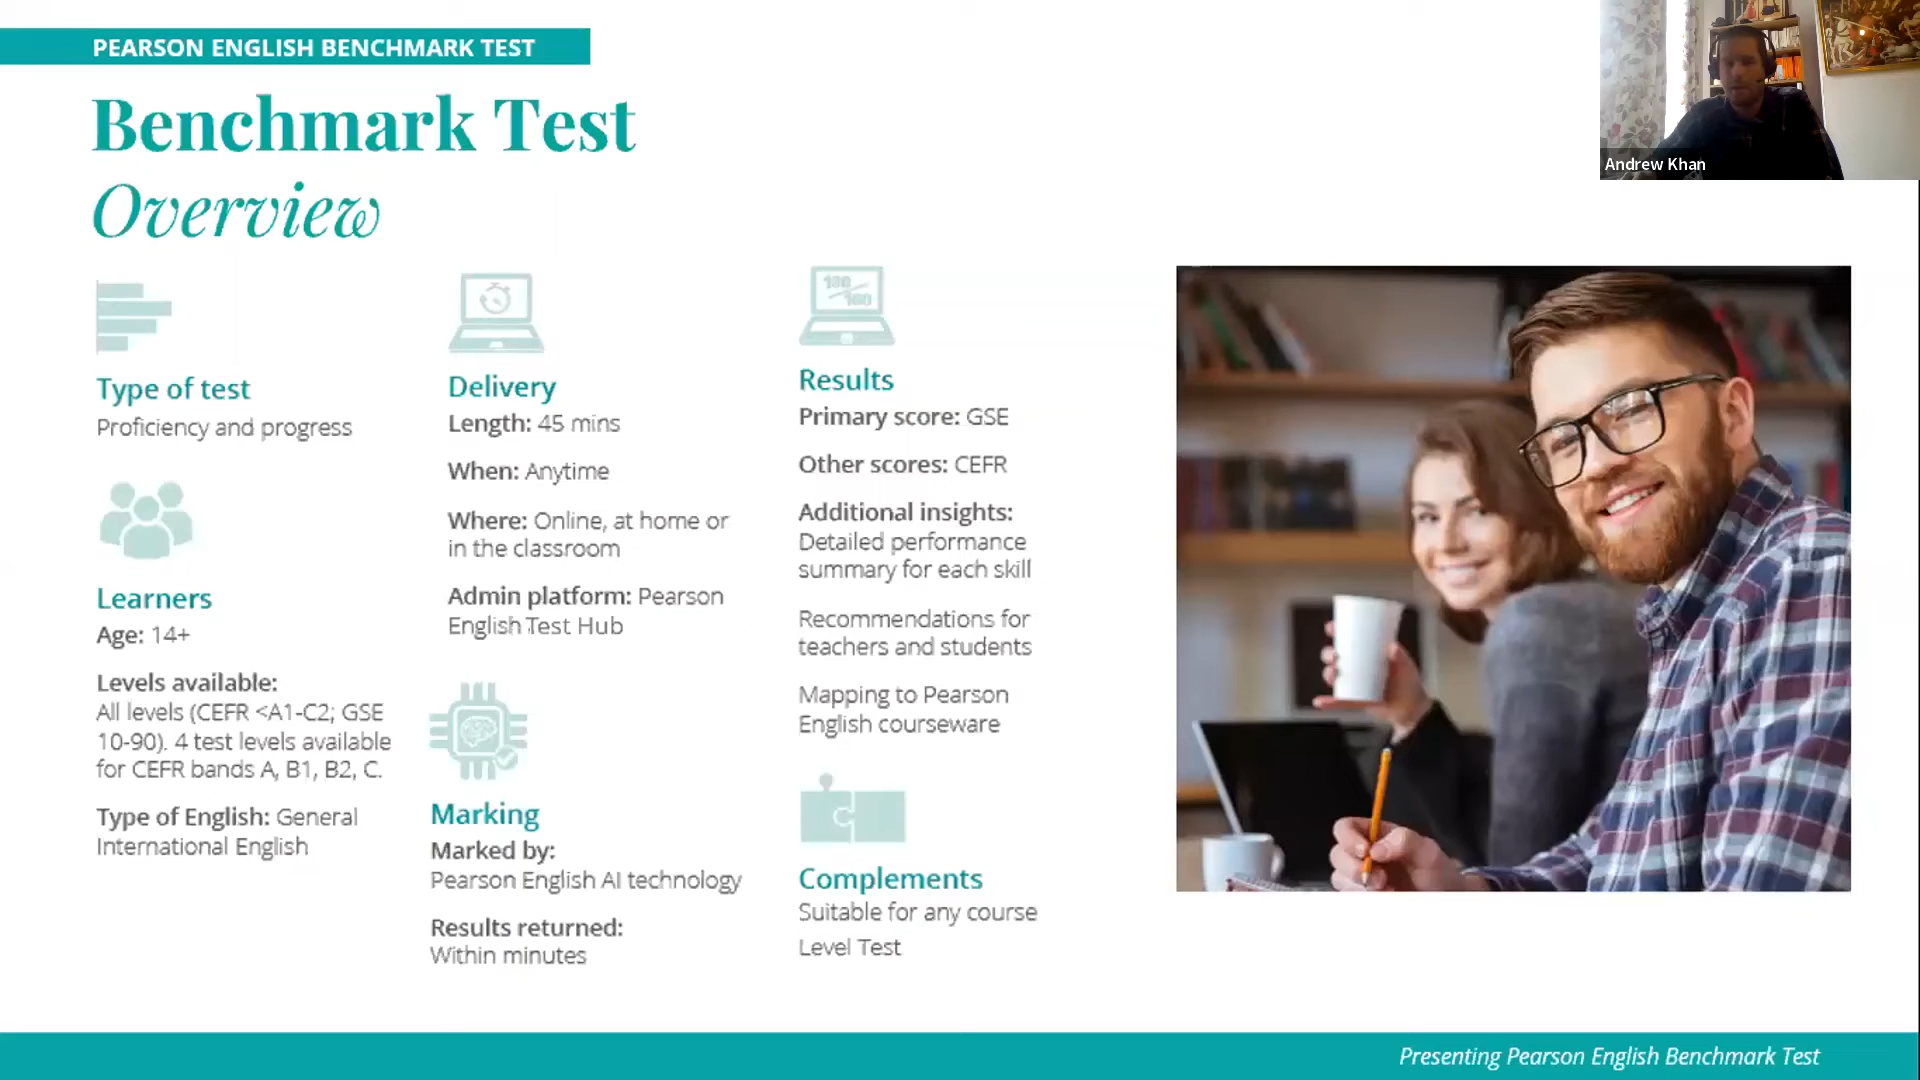 PEARSON ENGLISH BENCHMARK TEST
Benchmark Test
Overview
Andrew Khan
Type of test
Proficiency and progress
Learners
Age: 14+
Levels available:
All levels (CEFR <A1-C2; GSE
10-90). 4 test levels available
for CEFR bands A, B1, B2, C.
Type of English: General
International English
Delivery
Length: 45 mins
When: Anytime
Where: Online, at home or
in the classroom
Admin platform: Pearson
English Test Hub
Marking
Marked by:
Pearson English AI technology
Results returned:
Within minutes
100
100
Results
Primary score: GSE
Other scores: CEFR
Additional insights:
Detailed performance
summary for each skill
Recommendations for
teachers and students
Mapping to Pearson
English courseware
Complements
Suitable for any course
Level Test
Presenting Pearson English Benchmark Test